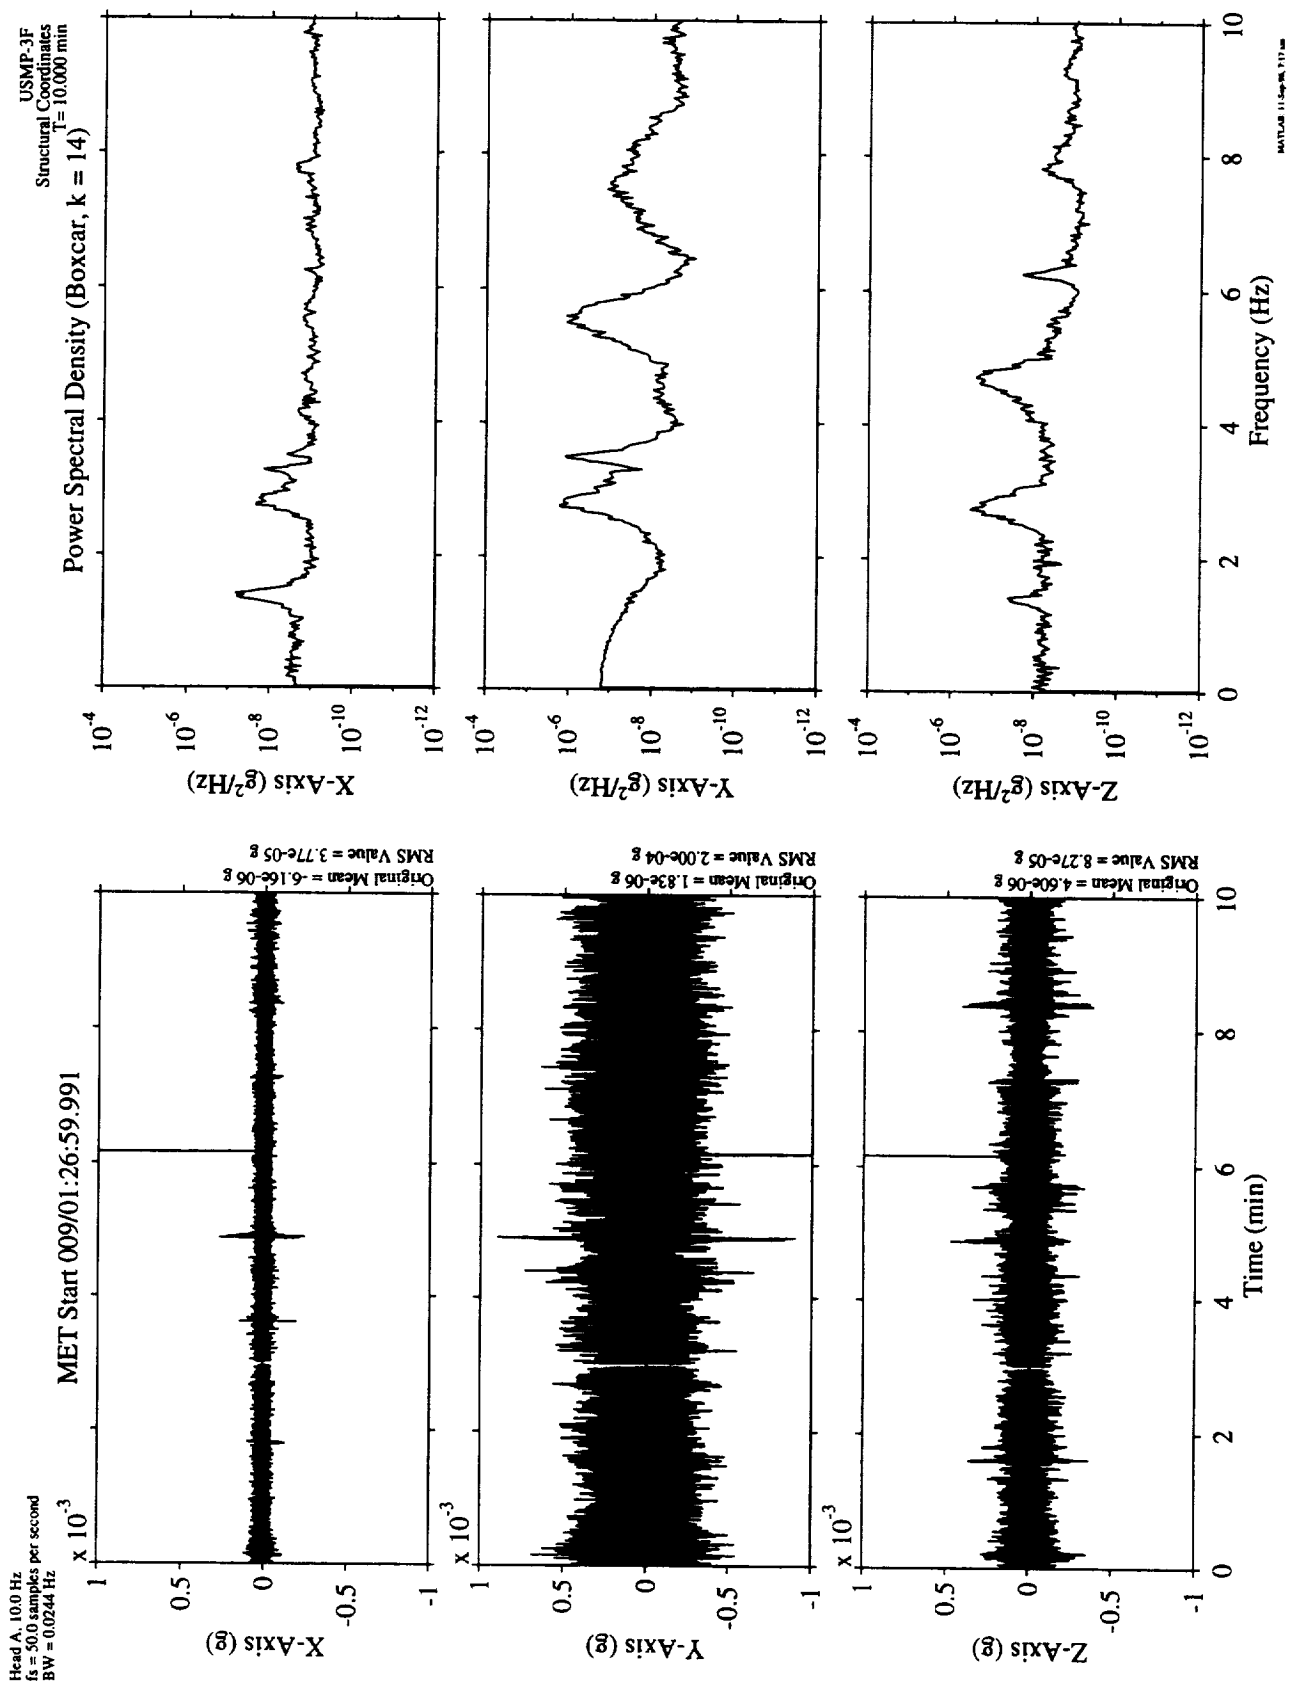 Head A, 10.0 Hz
fs = 50.0 samples per second
BW = 0.0244 Hz
USMP-3F
Structural Coordinates
T= 10.000 min
MET Start 009/01:26:59.991
Power Spectral Density (Boxcar, k = 14)
x 10-3
1
0.5
0
-0.5
-1
X-Axis (g)
Original Mean = -6.16e-06 g
RMS Value = 3.77e-05 g
10-4
10-6
10-8
10-10
10-12
X-Axis (g2/Hz)
x 10-3
1
0.5
0
-0.5
-1
Y-Axis (g)
Original Mean = 1.83e-06 g
RMS Value = 2.00e-04 g
10-4
10-6
10-8
10-10
10-12
Y-Axis (g2/Hz)
x 10-3
1
0.5
0
-0.5
-1
Z-Axis (g)
0 2 4 6 8 10
Time (min)
Original Mean = 4.60e-06 g
RMS Value = 8.27e-05 g
10-4
10-6
10-8
10-10
10-12
Z-Axis (g2/Hz)
0 2 4 6 8 10
Frequency (Hz)
MATLAB